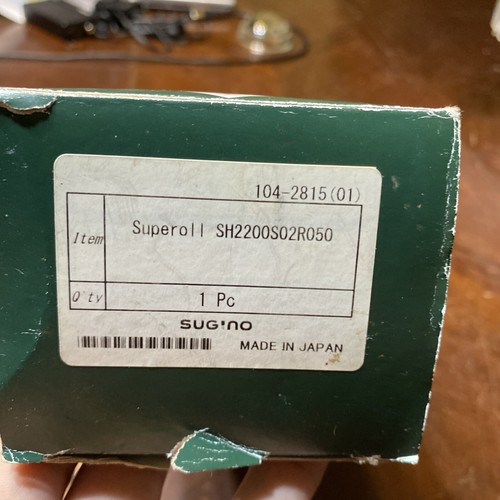 104-2815(01)
Item Superoll SH2200S02R050
Q'ty 1 Pc
SUGINO
MADE IN JAPAN